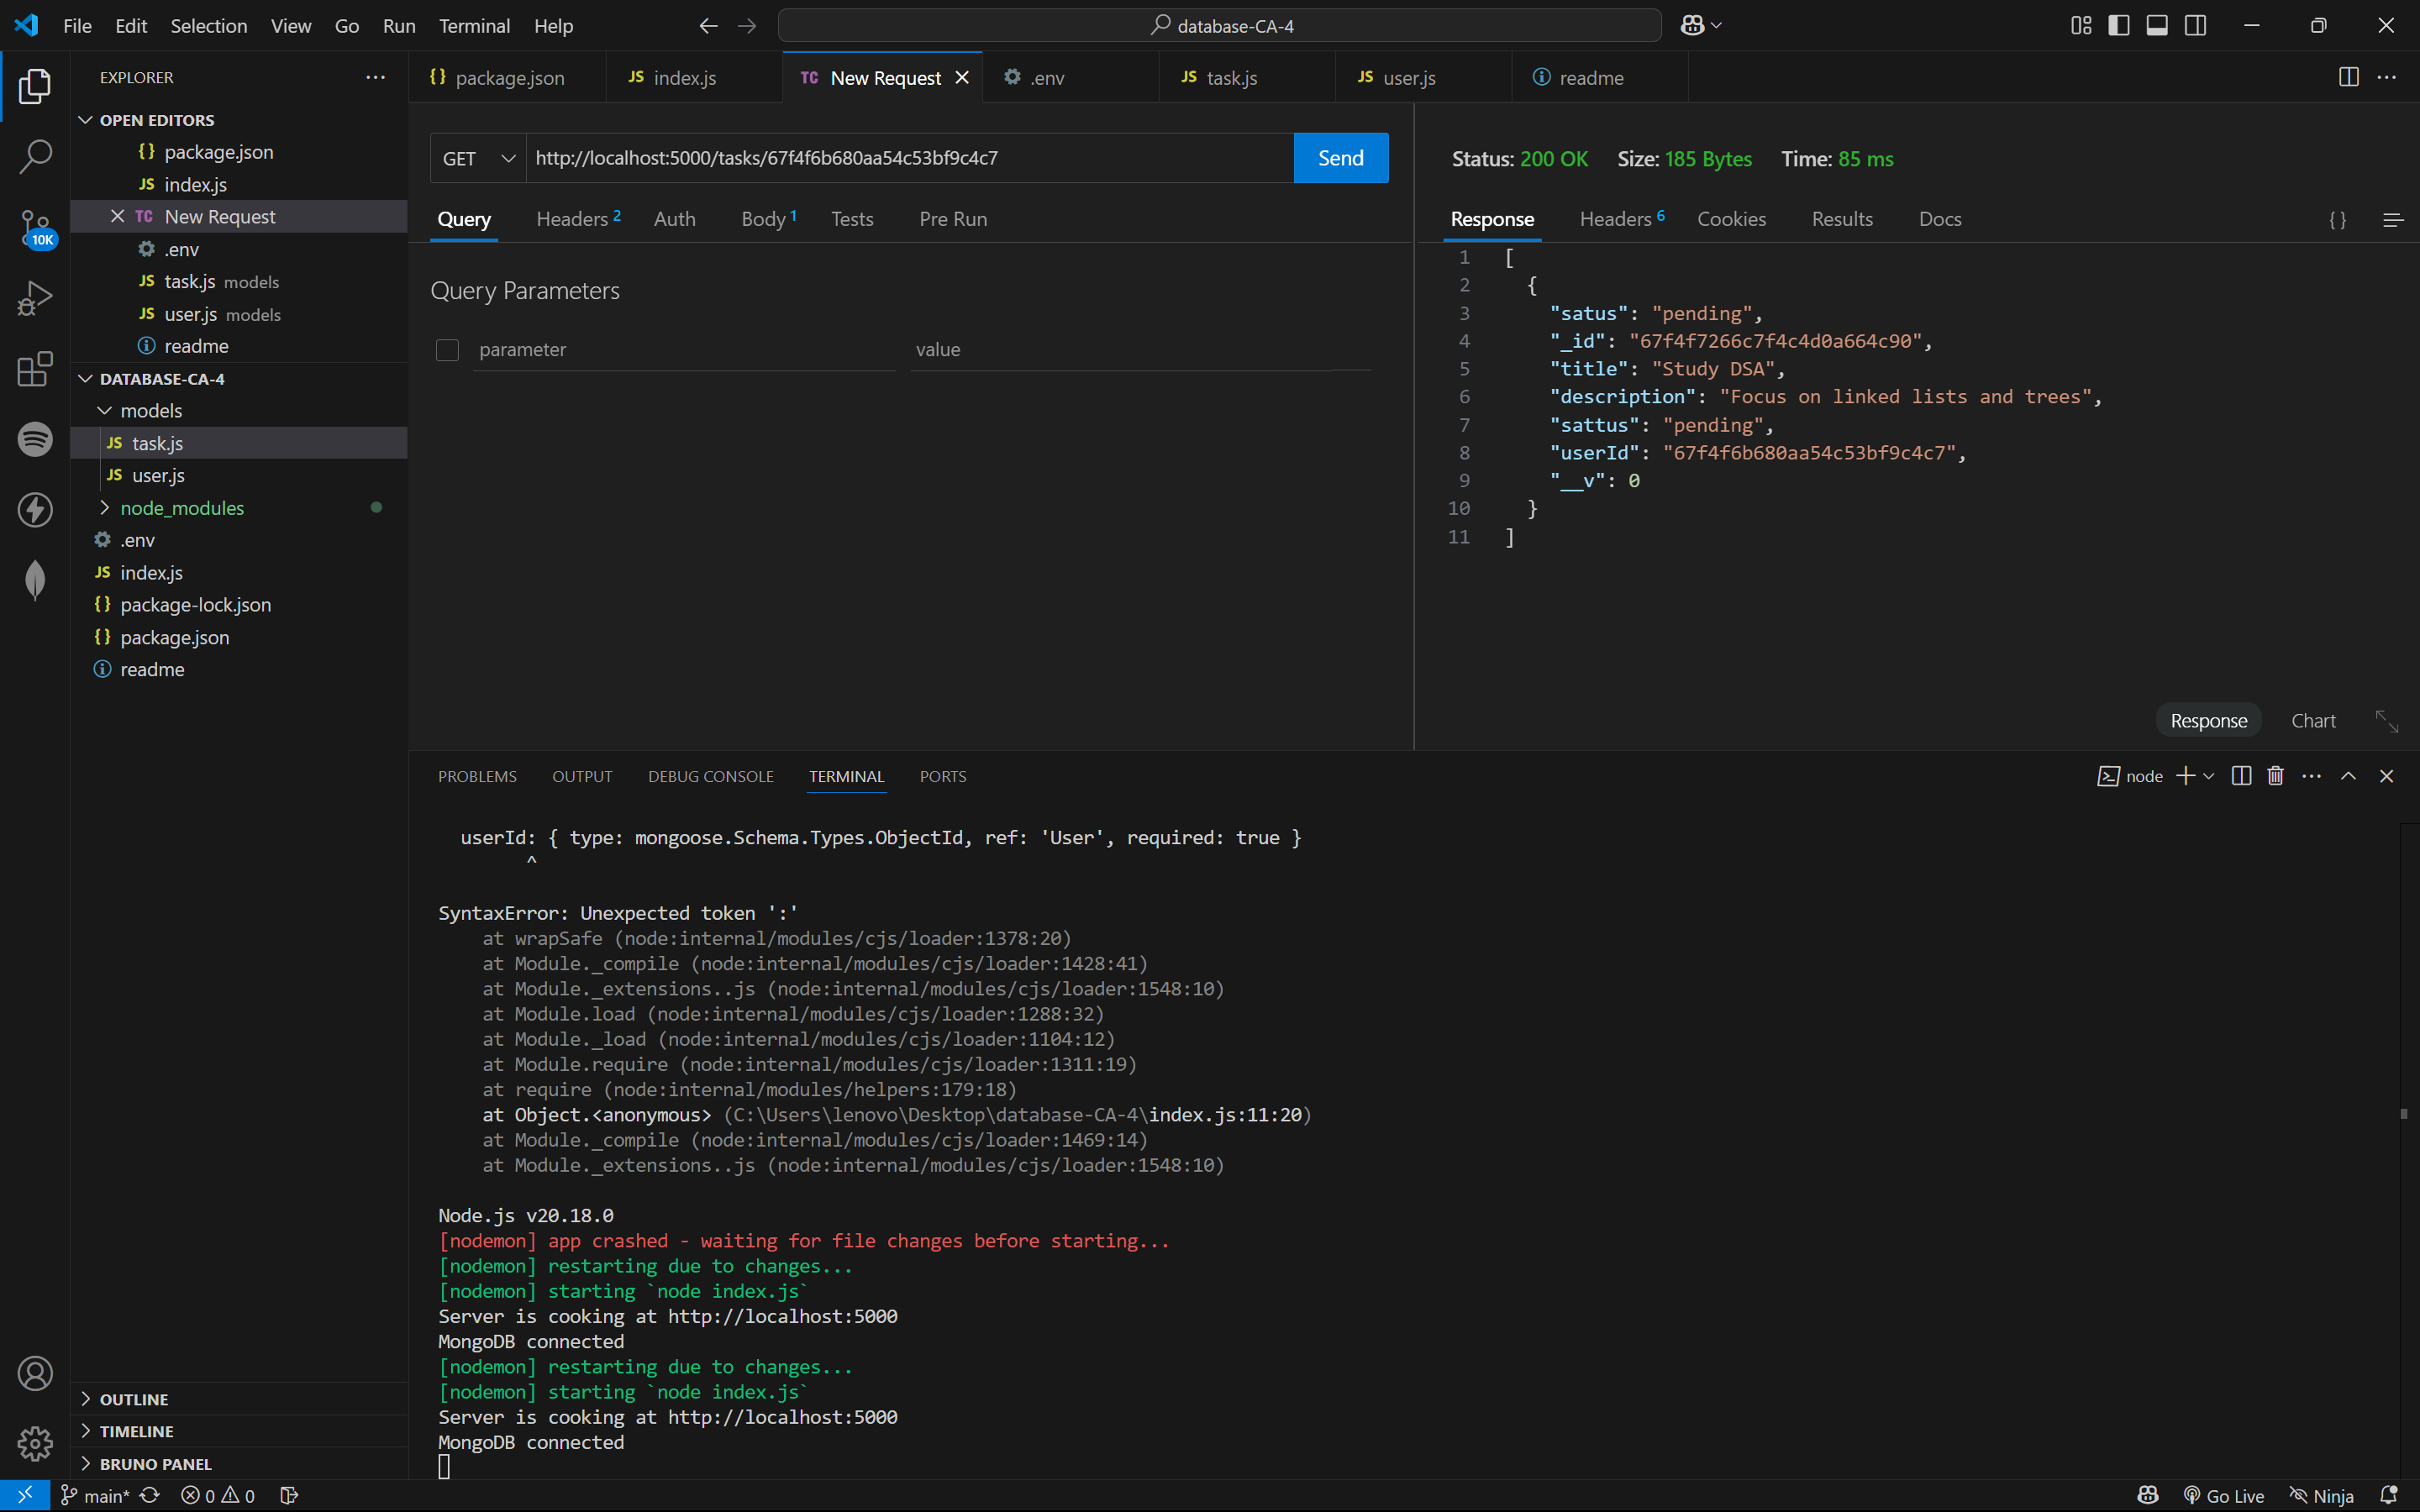 File Edit Selection View Go Run Terminal Help
database-CA-4
EXPLORER
OPEN EDITORS
{} package.json
JS index.js
TC New Request
.env
JS task.js models
JS user.js models
readme
DATABASE-CA-4
models
JS task.js
JS user.js
node_modules
.env
JS index.js
{} package-lock.json
{} package.json
readme
OUTLINE
TIMELINE
BRUNO PANEL
10K
{} package.json
JS index.js
TC New Request
.env
JS task.js
JS user.js
readme
GET
http://localhost:5000/tasks/67f4f6b680aa54c53bf9c4c7
Send
Query Headers 2 Auth Body 1 Tests Pre Run
Query Parameters
parameter value
Status: 200 OK Size: 185 Bytes Time: 85 ms
Response Headers 6 Cookies Results Docs {}
1 [
2 {
3 "satus": "pending",
4 "_id": "67f4f7266c7f4c4d0a664c90",
5 "title": "Study DSA",
6 "description": "Focus on linked lists and trees",
7 "sattus": "pending",
8 "userId": "67f4f6b680aa54c53bf9c4c7",
9 "__v": 0
10 }
11 ]
Response Chart
PROBLEMS OUTPUT DEBUG CONSOLE TERMINAL PORTS
node
userId: { type: mongoose.Schema.Types.ObjectId, ref: 'User', required: true }
^
SyntaxError: Unexpected token ':'
at wrapSafe (node:internal/modules/cjs/loader:1378:20)
at Module._compile (node:internal/modules/cjs/loader:1428:41)
at Module._extensions..js (node:internal/modules/cjs/loader:1548:10)
at Module.load (node:internal/modules/cjs/loader:1288:32)
at Module._load (node:internal/modules/cjs/loader:1104:12)
at Module.require (node:internal/modules/cjs/loader:1311:19)
at require (node:internal/modules/helpers:179:18)
at Object.<anonymous> (C:\Users\lenovo\Desktop\database-CA-4\index.js:11:20)
at Module._compile (node:internal/modules/cjs/loader:1469:14)
at Module._extensions..js (node:internal/modules/cjs/loader:1548:10)
Node.js v20.18.0
[nodemon] app crashed - waiting for file changes before starting...
[nodemon] restarting due to changes...
[nodemon] starting `node index.js`
Server is cooking at http://localhost:5000
MongoDB connected
[nodemon] restarting due to changes...
[nodemon] starting `node index.js`
Server is cooking at http://localhost:5000
MongoDB connected
main* 0 0 Go Live Ninja